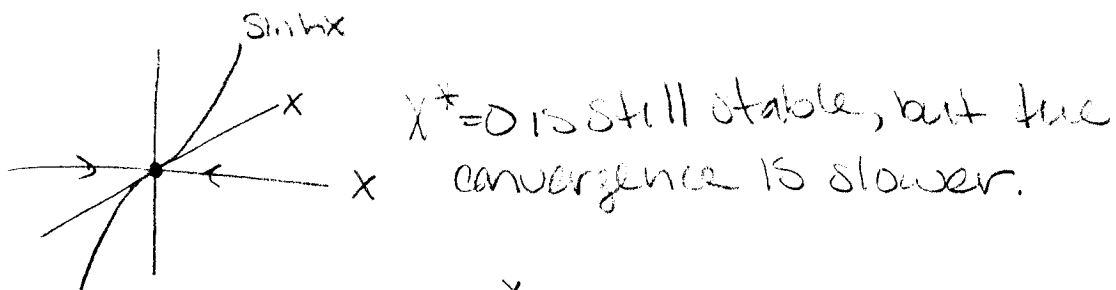 sinhx
x
x
x*=0 is still stable, but the
convergence is slower.
x